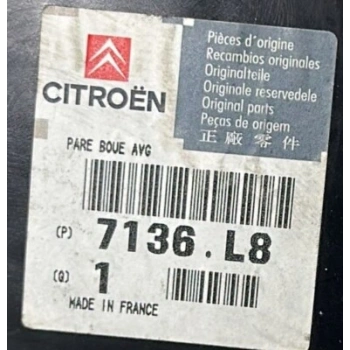 CITROËN
Pièces d'origine
Recambios originales
Originalteile
Originale reservedele
Original parts
Peças de origem
正廠零件
PARE BOUE AVG
(P) 7136.L8
(Q) 1
MADE IN FRANCE